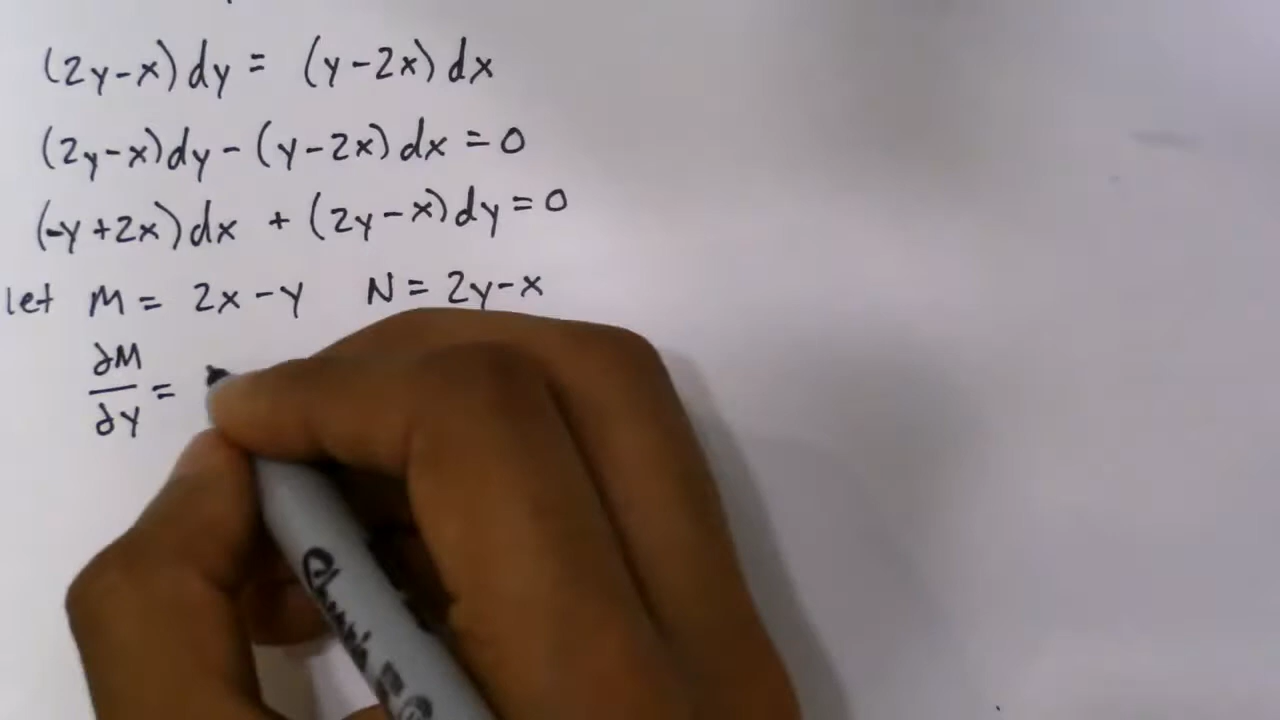 (2y-x)dy = (y-2x)dx
(2y-x)dy-(y-2x)dx=0
(-y+2x)dx + (2y-x)dy=0
let M = 2x-y N = 2y-x
∂M
∂y =